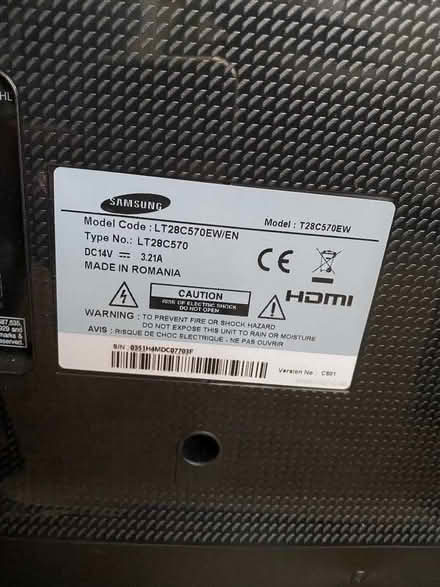 HL
SAMSUNG
Model Code : LT28C570EW/EN
Model : T28C570EW
Type No.: LT28C570
DC14V 3.21A
MADE IN ROMANIA
CE
CAUTION
RISK OF ELECTRIC SHOCK
DO NOT OPEN
HDMI
WARNING : TO PREVENT FIRE OR SHOCK HAZARD
DO NOT EXPOSE THIS UNIT TO RAIN OR MOISTURE
AVIS : RISQUE DE CHOC ELECTRIQUE - NE PAS OUVRIR
S/N : 0351H4MDC07703F
Version No : CS01